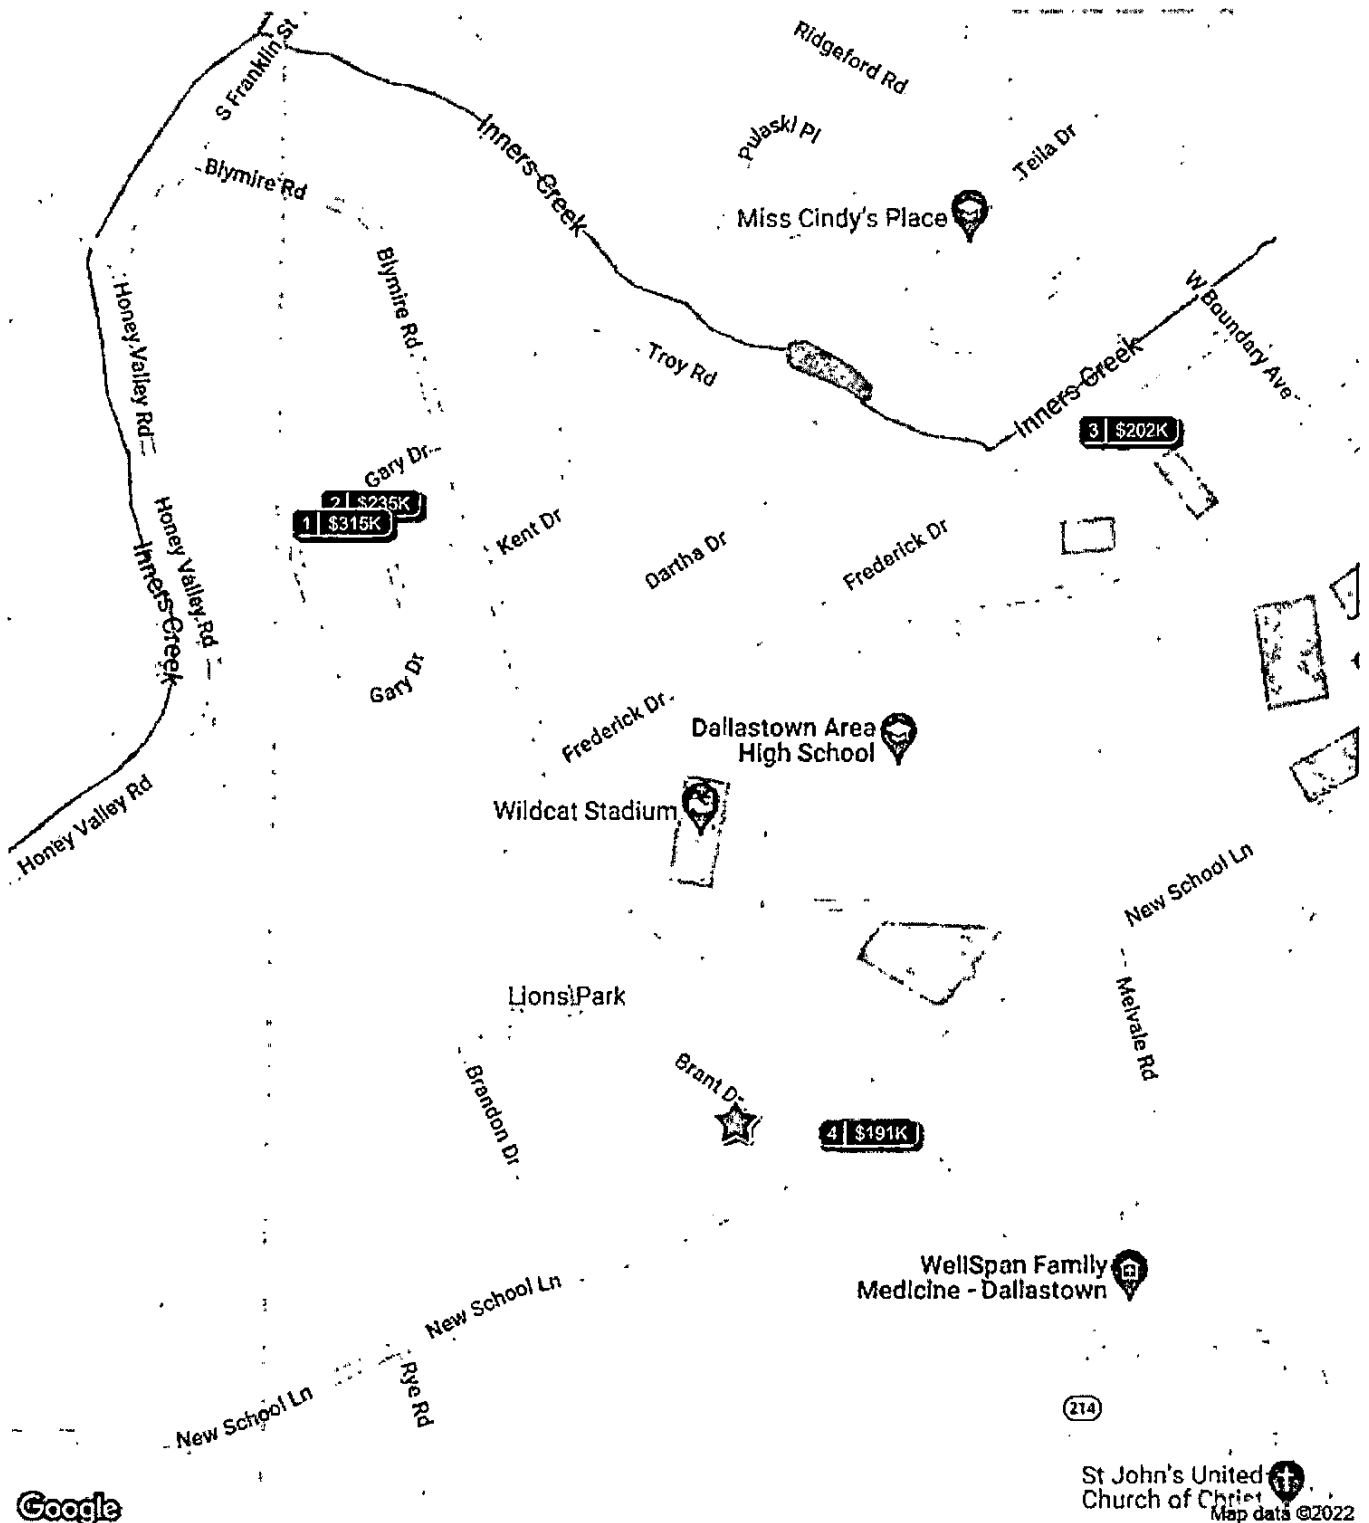 S Franklin St
Ridgeford Rd
Pulaski Pl
Inners Creek
Teila Dr
Blymire Rd
Miss Cindy's Place
Blymire Rd
W Boundary Ave
Honey Valley Rd
Troy Rd
Inners Creek
3 $202K
Gary Dr
2 $235K
1 $315K
Kent Dr
Dartha Dr
Frederick Dr
Honey Valley Rd
Inners Creek
Gary Dr
Frederick Dr
Dallastown Area
High School
Wildcat Stadium
Honey Valley Rd
New School Ln
Lions Park
Melvale Rd
Brant Dr
Brandon Dr
4 $191K
WellSpan Family
Medicine - Dallastown
New School Ln
Rye Rd
New School Ln
214
St John's United
Church of Christ
Google
Map data ©2022